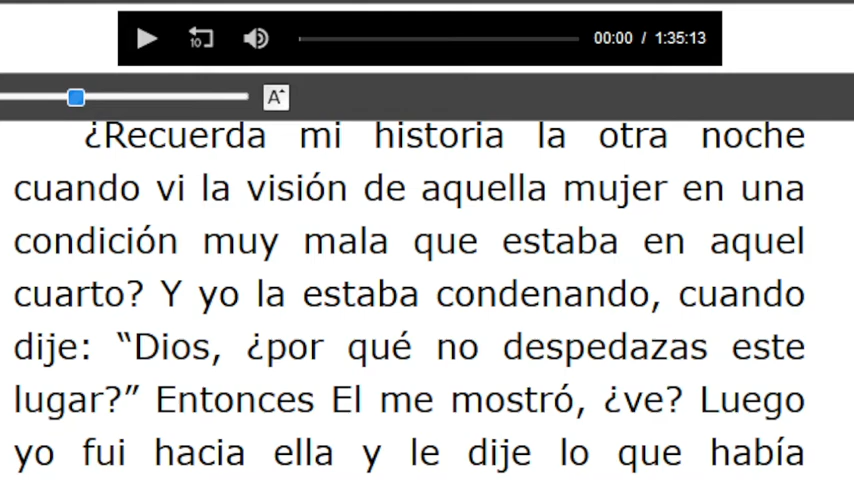 10 00:00 / 1:35:13
A
¿Recuerda mi historia la otra noche
cuando vi la visión de aquella mujer en una
condición muy mala que estaba en aquel
cuarto? Y yo la estaba condenando, cuando
dije: “Dios, ¿por qué no despedazas este
lugar?” Entonces El me mostró, ¿ve? Luego
yo fui hacia ella y le dije lo que había